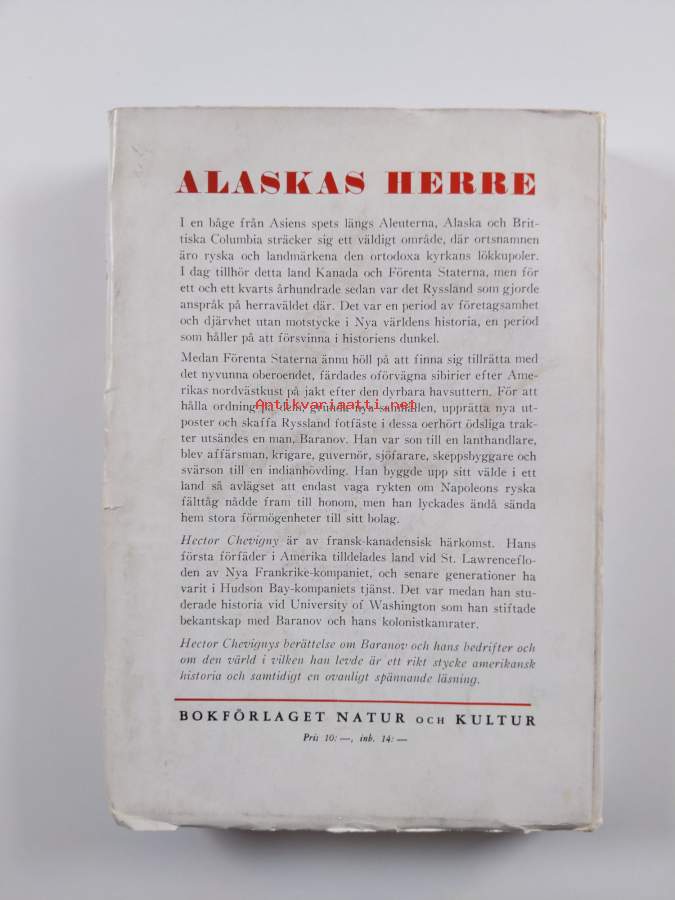 ALASKAS HERRE
I en båge från Asiens spets längs Aleuterna, Alaska och Brit-
tiska Columbia sträcker sig ett väldigt område, där ortsnamnen
äro ryska och landmärkena den ortodoxa kyrkans lökkupoler.
I dag tillhör detta land Kanada och Förenta Staterna, men för
ett och ett kvarts århundrade sedan var det Ryssland som gjorde
anspråk på herraväldet där. Det var en period av företagsamhet
och djärvhet utan motstycke i Nya världens historia, en period
som håller på att försvinna i historiens dunkel.
Medan Förenta Staterna ännu höll på att finna sig tillrätta med
det nyvunna oberoendet, färdades oförvägna sibirier efter Ame-
rikas nordvästkust på jakt efter den dyrbara havsuttern. För att
hålla ordning på dem, grunda nya samhällen, upprätta nya ut-
Antikvariaatti.net
poster och skaffa Ryssland fotfäste i dessa oerhört ödsliga trak-
ter utsändes en man, Baranov. Han var son till en lanthandlare,
blev affärsman, krigare, guvernör, sjöfarare, skeppsbyggare och
svärson till en indianhövding. Han byggde upp sitt välde i ett
land så avlägset att endast vaga rykten om Napoleons ryska
fälttåg nådde fram till honom, men han lyckades ändå sända
hem stora förmögenheter till sitt bolag.
Hector Chevigny är av fransk-kanadensisk härkomst. Hans
första förfäder i Amerika tilldelades land vid St. Lawrenceflo-
den av Nya Frankrike-kompaniet, och senare generationer ha
varit i Hudson Bay-kompaniets tjänst. Det var medan han stu-
derade historia vid University of Washington som han stiftade
bekantskap med Baranov och hans kolonistkamrater.
Hector Chevignys berättelse om Baranov och hans bedrifter och
om den värld i vilken han levde är ett rikt stycke amerikansk
historia och samtidigt en ovanligt spännande läsning.
BOKFÖRLAGET NATUR OCH KULTUR
Pris 10:—, inb. 14:—